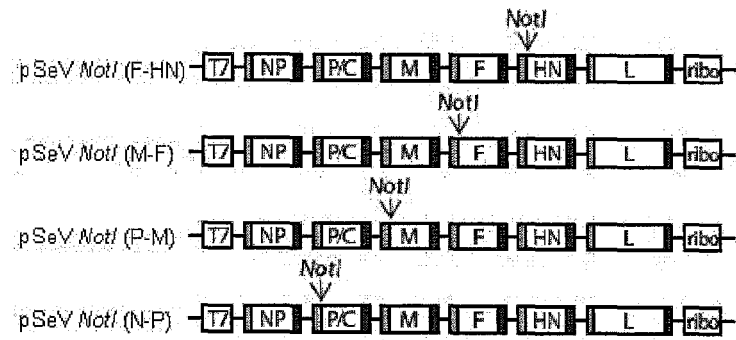 NotI
pSeV NotI (F-HN) T7 NP P/C M F HN L ribo
NotI
pSeV NotI (M-F) T7 NP P/C M F HN L ribo
NotI
pSeV NotI (P-M) T7 NP P/C M F HN L ribo
NotI
pSeV NotI (N-P) T7 NP P/C M F HN L ribo